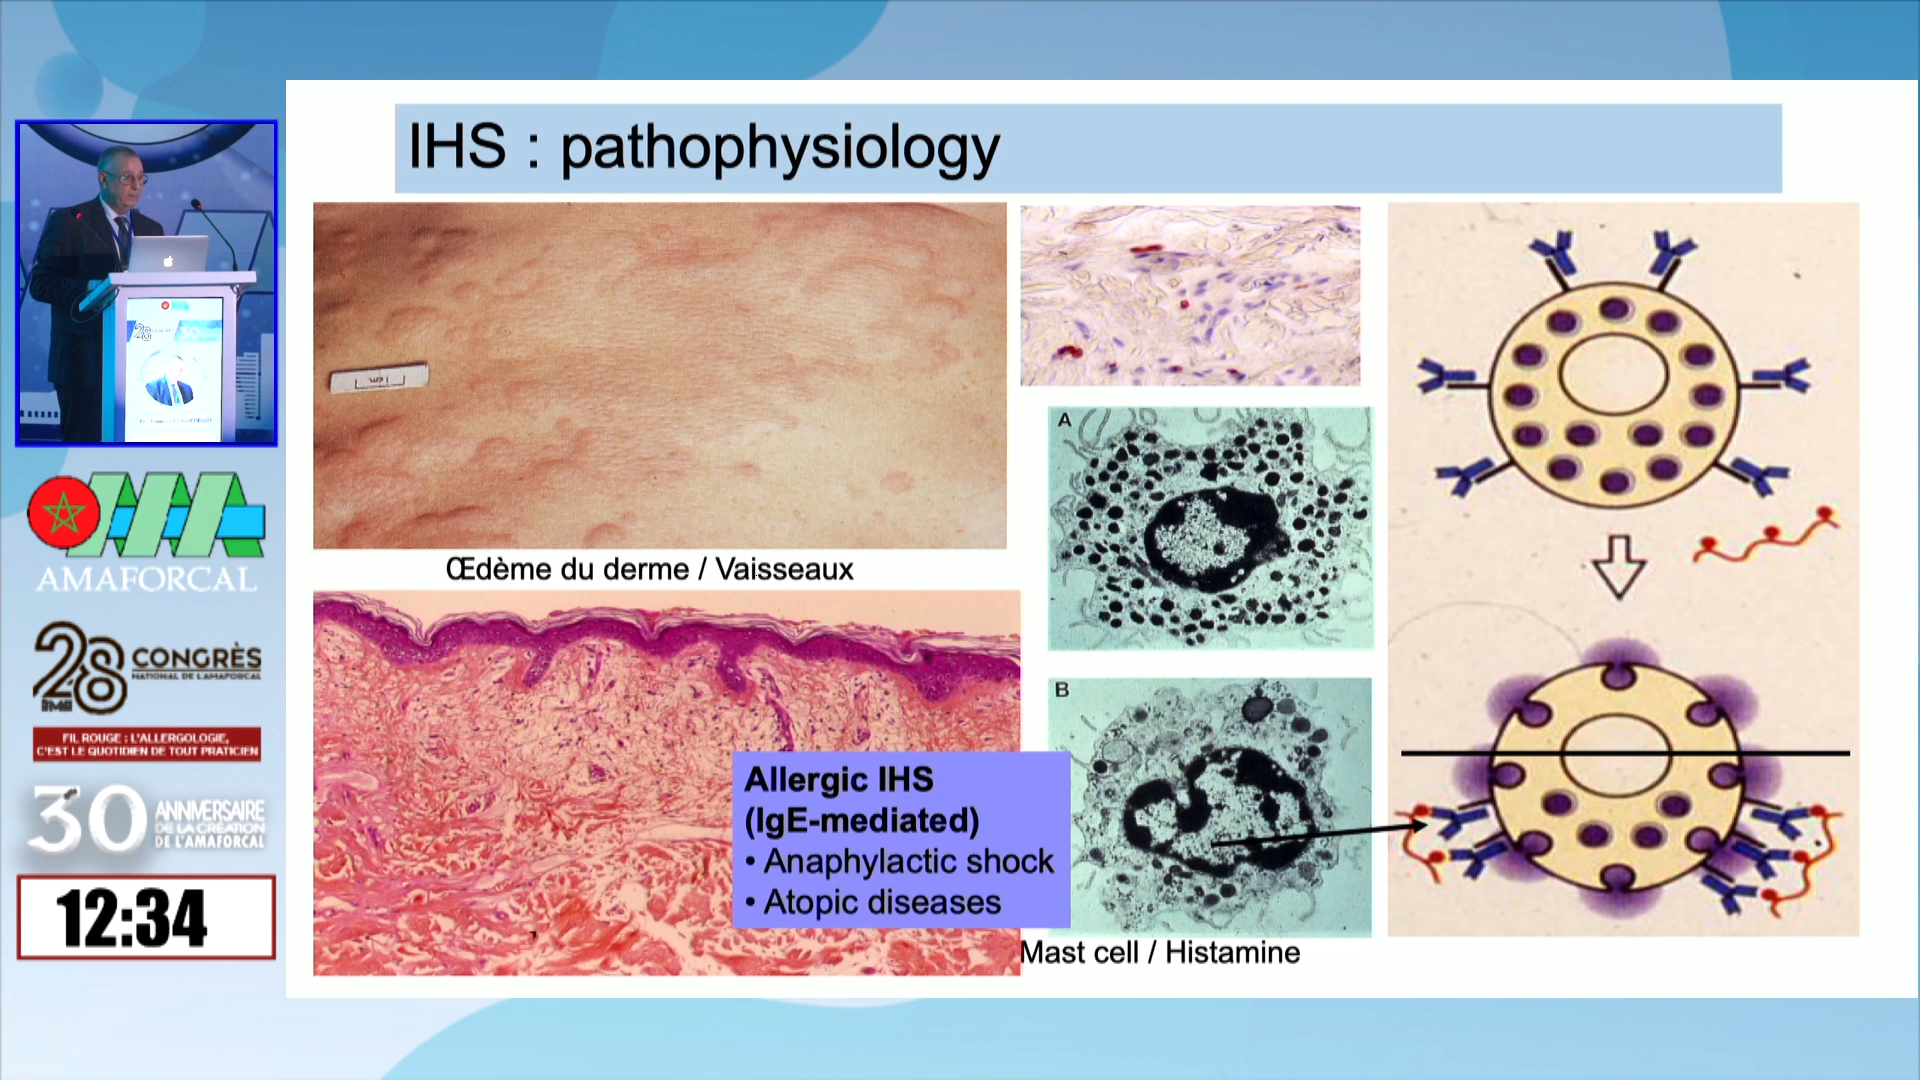 IHS : pathophysiology
Œdème du derme / Vaisseaux
A
B
Allergic IHS
(IgE-mediated)
• Anaphylactic shock
• Atopic diseases
Mast cell / Histamine
AMAFORCAL
28 CONGRÈS
NATIONAL DE L'AMAFORCAL
FIL ROUGE : L'ALLERGOLOGIE,
C'EST LE QUOTIDIEN DE TOUT PRATICIEN
30 ANNIVERSAIRE
DE LA CRÉATION
DE L'AMAFORCAL
12:34